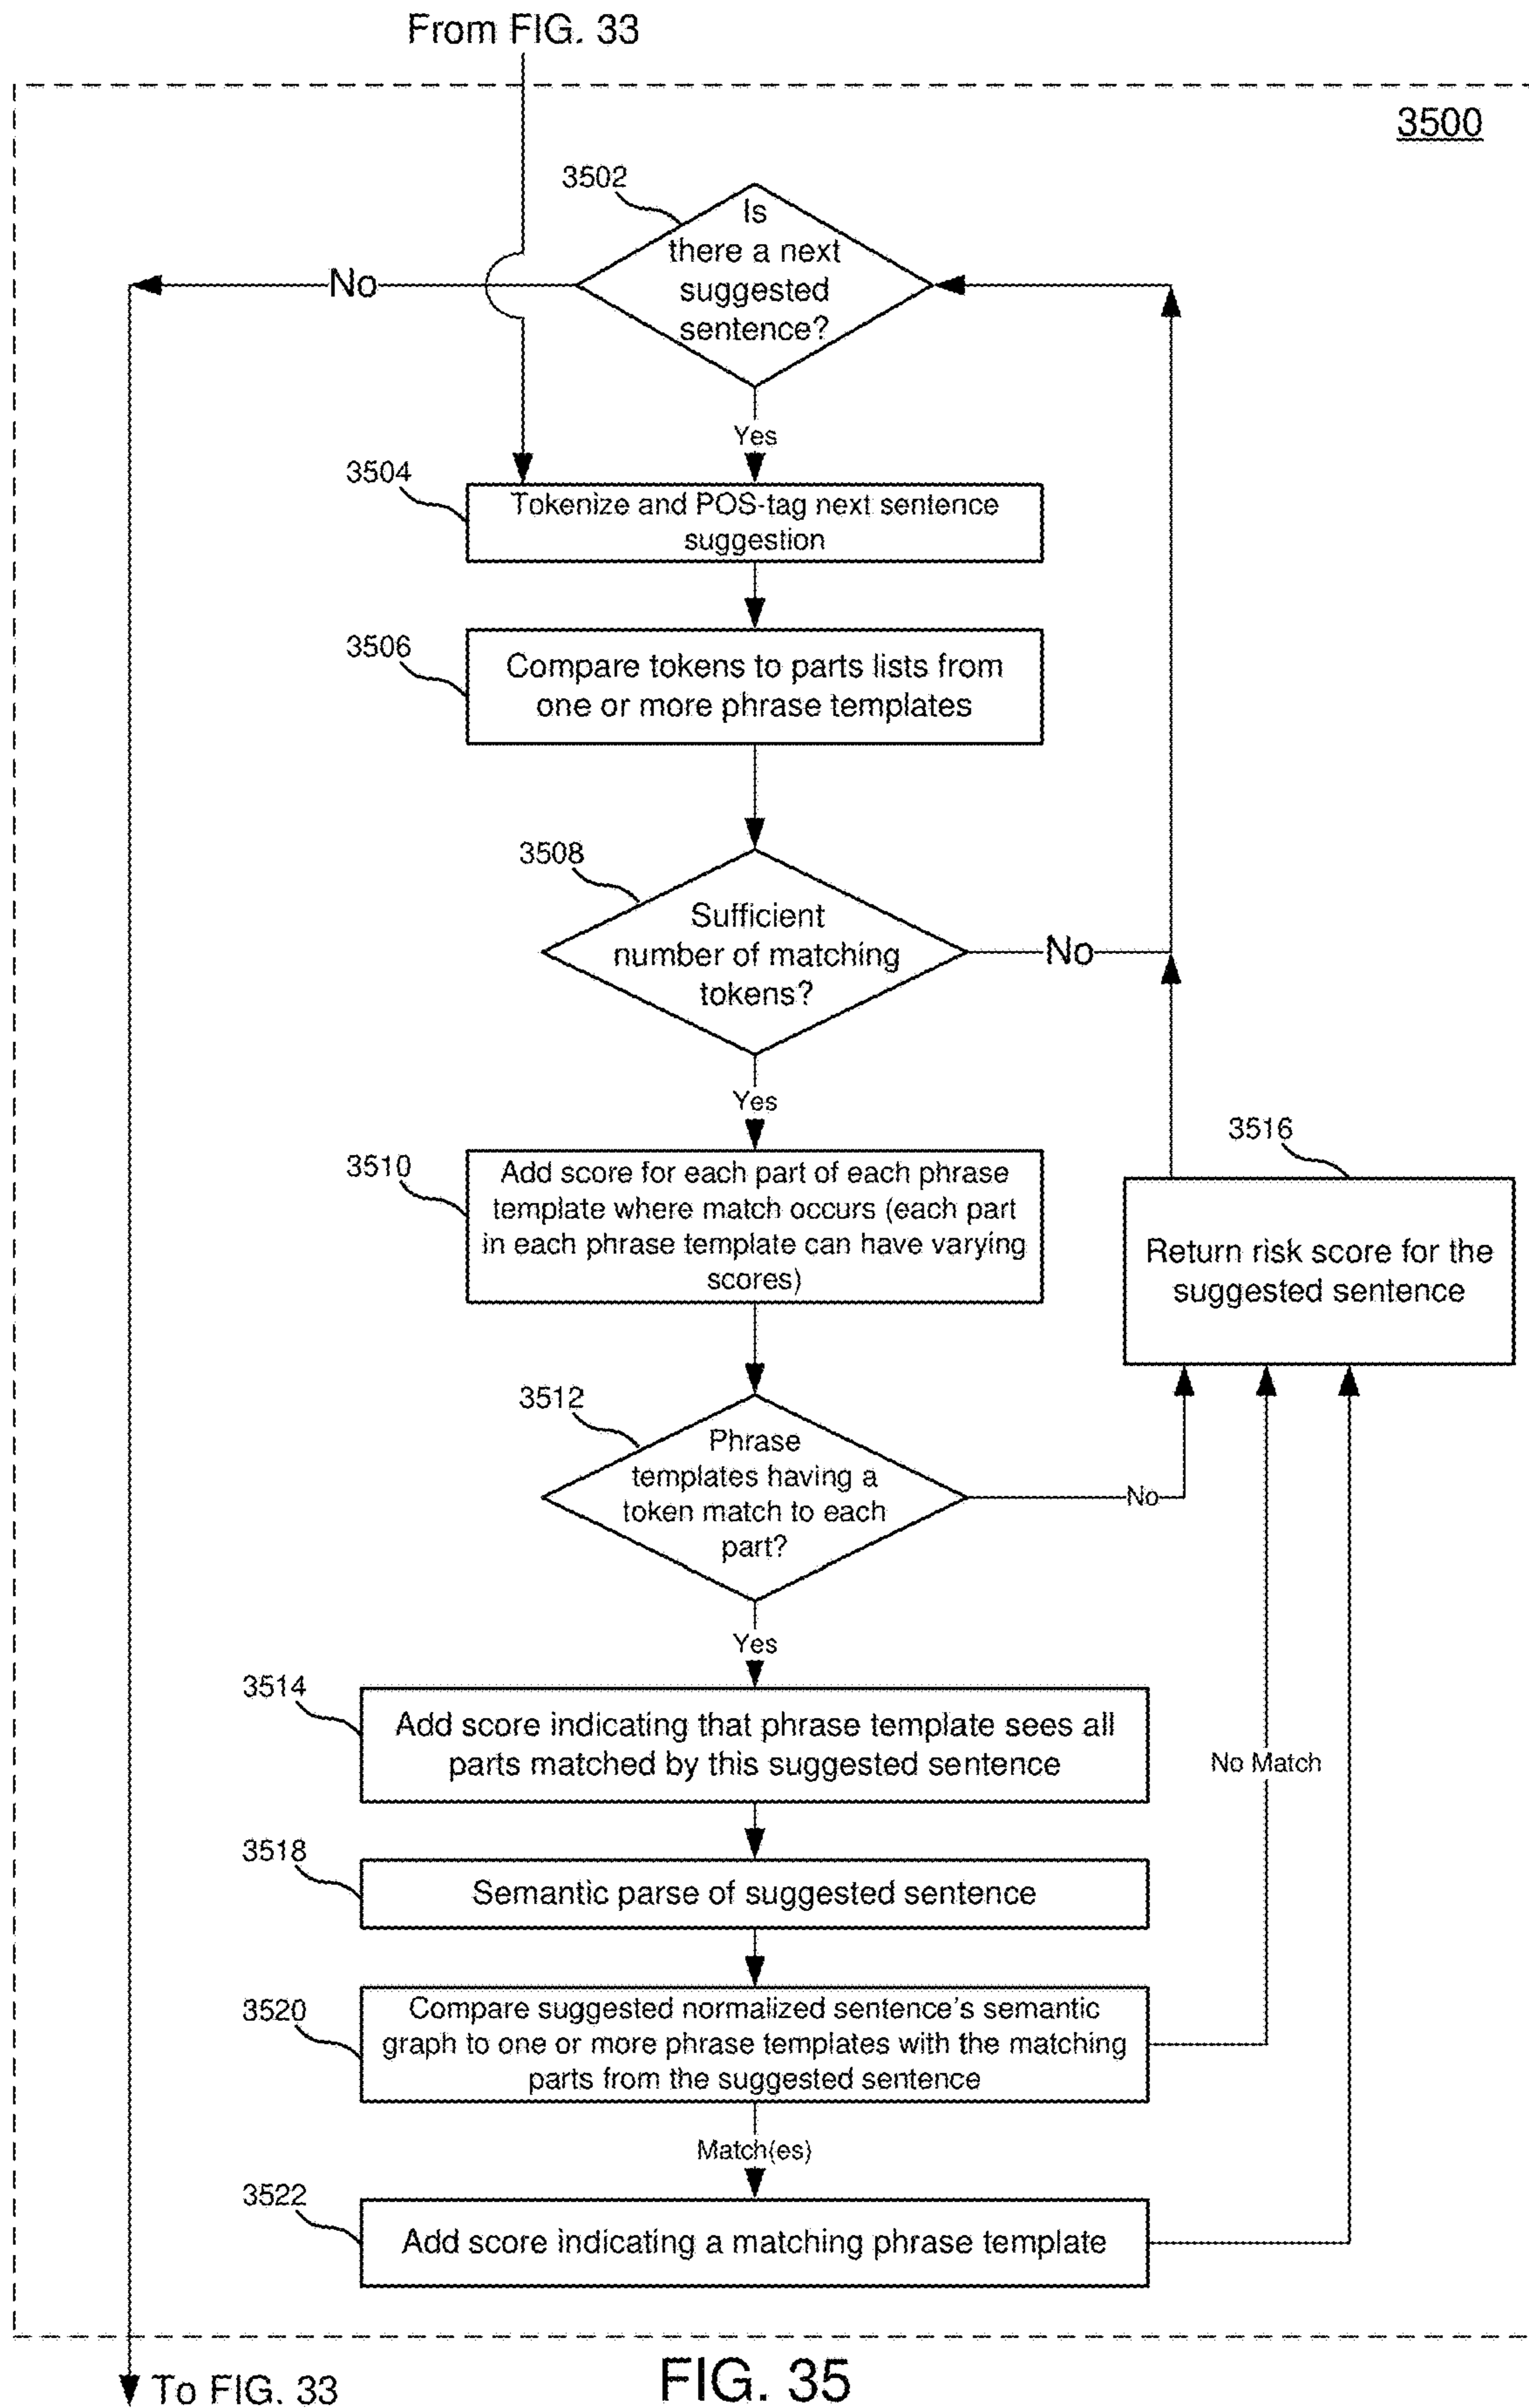 From FIG. 33
3500
3502
Is
there a next
suggested
sentence?
No
Yes
3504
Tokenize and POS-tag next sentence
suggestion
3506
Compare tokens to parts lists from
one or more phrase templates
3508
Sufficient
number of matching
tokens?
No
Yes
3510
Add score for each part of each phrase
template where match occurs (each part
in each phrase template can have varying
scores)
3516
Return risk score for the
suggested sentence
3512
Phrase
templates having a
token match to each
part?
No
Yes
3514
Add score indicating that phrase template sees all
parts matched by this suggested sentence
No Match
3518
Semantic parse of suggested sentence
3520
Compare suggested normalized sentence's semantic
graph to one or more phrase templates with the matching
parts from the suggested sentence
Match(es)
3522
Add score indicating a matching phrase template
To FIG. 33
FIG. 35